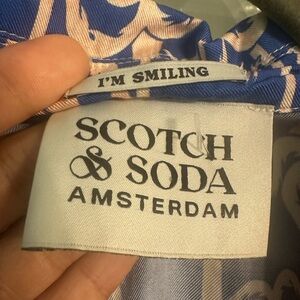 I'M SMILING
SCOTCH
& SODA
AMSTERDAM